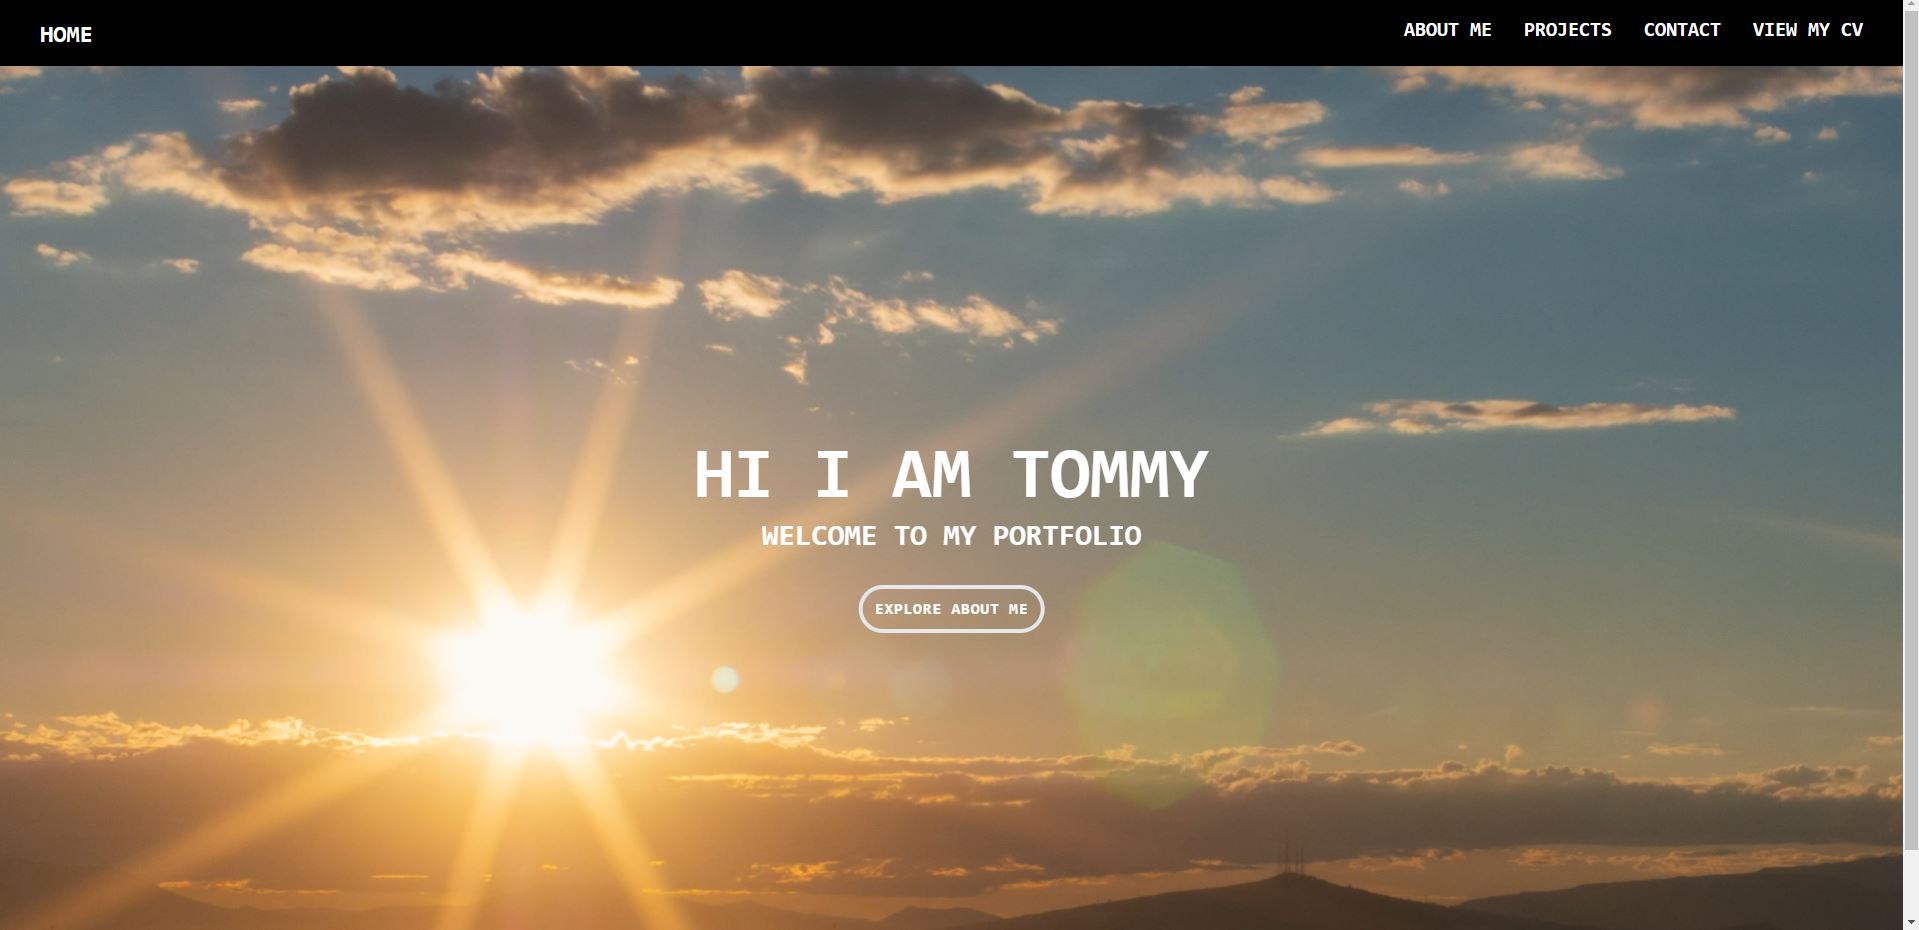 HOME
ABOUT ME PROJECTS CONTACT VIEW MY CV
HI I AM TOMMY
WELCOME TO MY PORTFOLIO
EXPLORE ABOUT ME